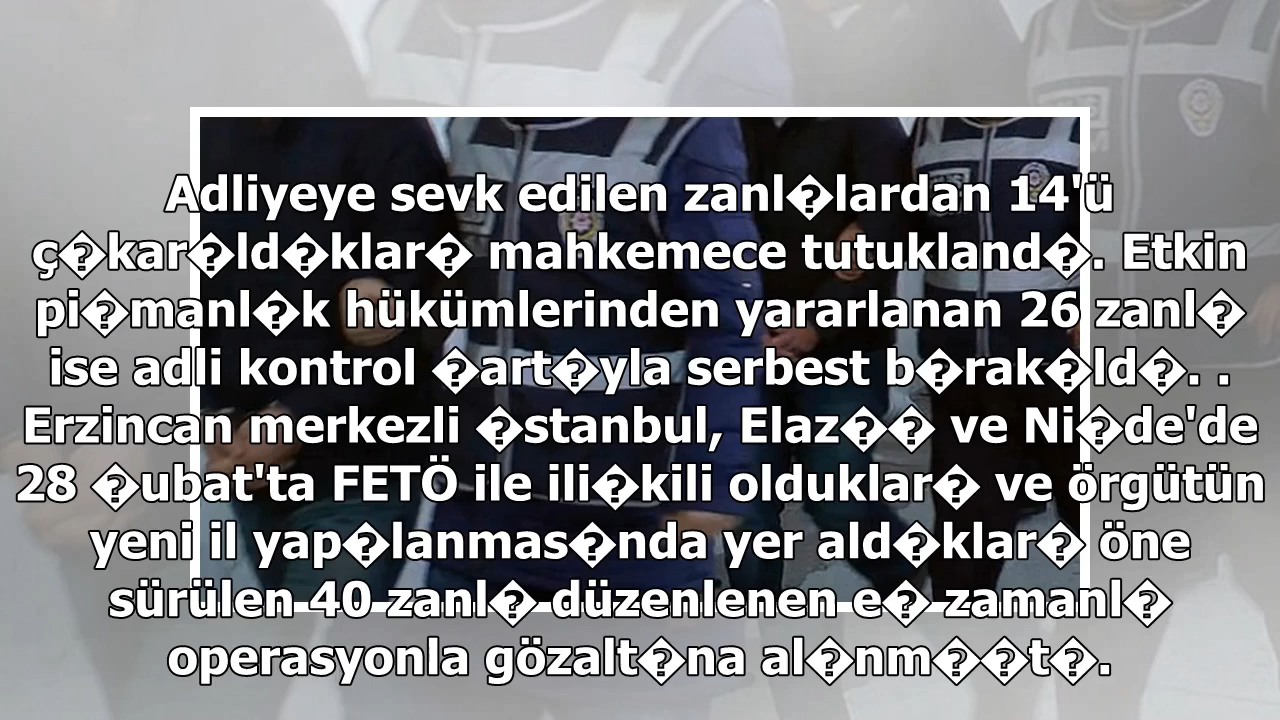 Adliyeye sevk edilen zanl�lardan 14'ü
ç�kar�ld�klar� mahkemece tutukland�. Etkin
pi�manl�k hükümlerinden yararlanan 26 zanl�
ise adli kontrol �art�yla serbest b�rak�ld�. .
Erzincan merkezli �stanbul, Elaz�� ve Ni�de'de
28 �ubat'ta FETÖ ile ili�kili olduklar� ve örgütün
yeni il yap�lanmas�nda yer ald�klar� öne
sürülen 40 zanl� düzenlenen e� zamanl�
operasyonla gözalt�na al�nm��t�.